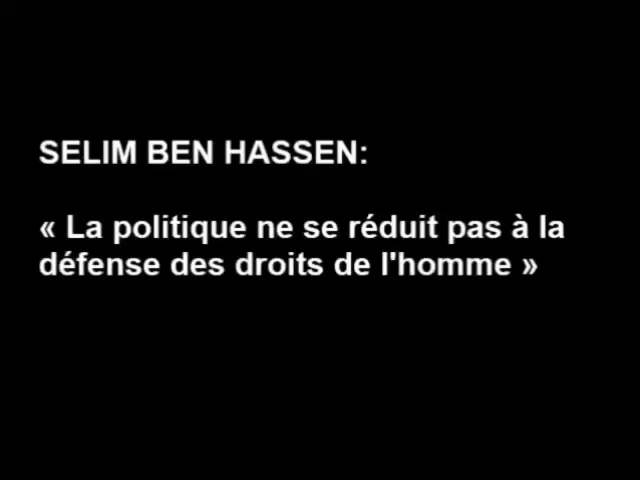 SELIM BEN HASSEN:
« La politique ne se réduit pas à la
défense des droits de l'homme »